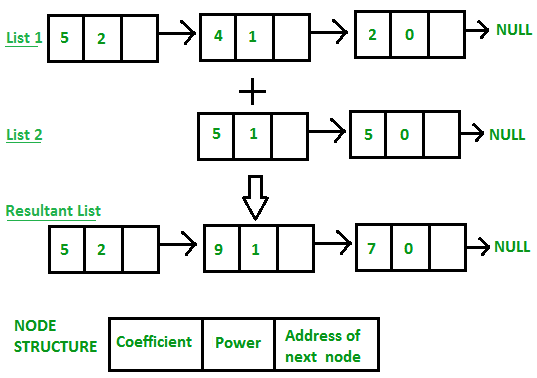 List 1 5 2 4 1 2 0 NULL
+
List 2 5 1 5 0 NULL
Resultant List
5 2 9 1 7 0 NULL
NODE STRUCTURE
Coefficient Power Address of next node